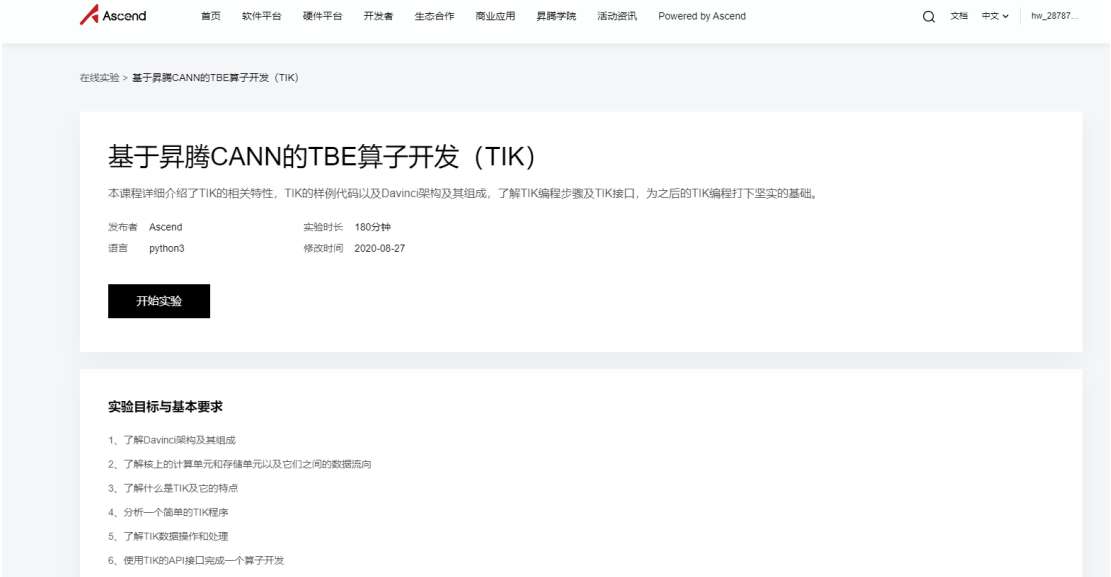 Ascend 首页 软件平台 硬件平台 开发者 生态合作 商业应用 昇腾学院 活动资讯 Powered by Ascend 文档 中文 hw_28787...
在线实验 > 基于昇腾CANN的TBE算子开发（TIK）
基于昇腾CANN的TBE算子开发（TIK）
本课程详细介绍了TIK的相关特性，TIK的样例代码以及Davinci架构及其组成，了解TIK编程步骤及TIK接口，为之后的TIK编程打下坚实的基础。
发布者 Ascend 实验时长 180分钟
语言 python3 修改时间 2020-08-27
开始实验
实验目标与基本要求
1、了解Davinci架构及其组成
2、了解核上的计算单元和存储单元以及它们之间的数据流向
3、了解什么是TIK及它的特点
4、分析一个简单的TIK程序
5、了解TIK数据操作和处理
6、使用TIK的API接口完成一个算子开发